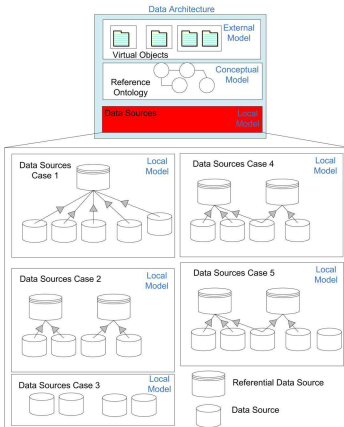 Data Architecture
External
Model
Virtual Objects
Conceptual
Model
Reference
Ontology
Data Sources
Local
Model
Data Sources
Case 1
Local
Model
Data Sources Case 4
Local
Model
Data Sources Case 2
Local
Model
Data Sources Case 5
Local
Model
Data Sources Case 3
Local
Model
Referential Data Source
Data Source